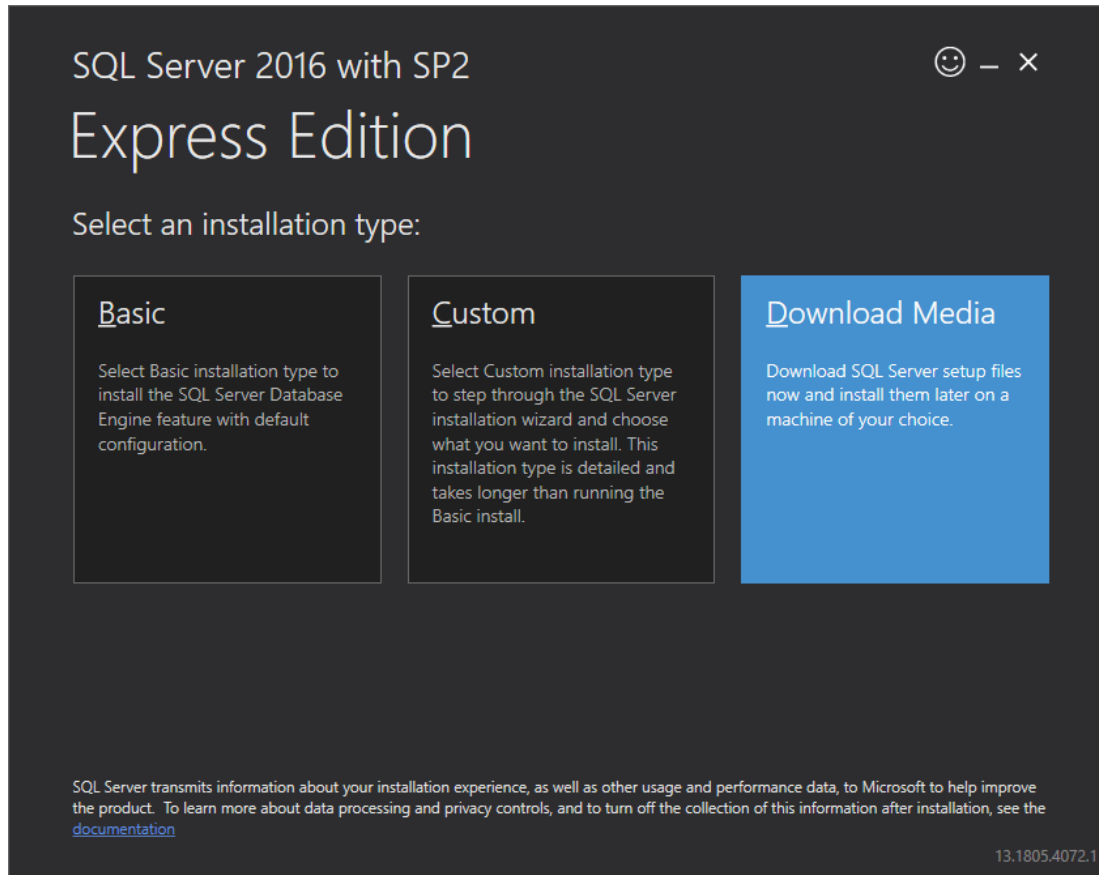 SQL Server 2016 with SP2
Express Edition
Select an installation type:
Basic
Select Basic installation type to
install the SQL Server Database
Engine feature with default
configuration.
Custom
Select Custom installation type
to step through the SQL Server
installation wizard and choose
what you want to install. This
installation type is detailed and
takes longer than running the
Basic install.
Download Media
Download SQL Server setup files
now and install them later on a
machine of your choice.
SQL Server transmits information about your installation experience, as well as other usage and performance data, to Microsoft to help improve
the product.  To learn more about data processing and privacy controls, and to turn off the collection of this information after installation, see the
documentation
13.1805.4072.1